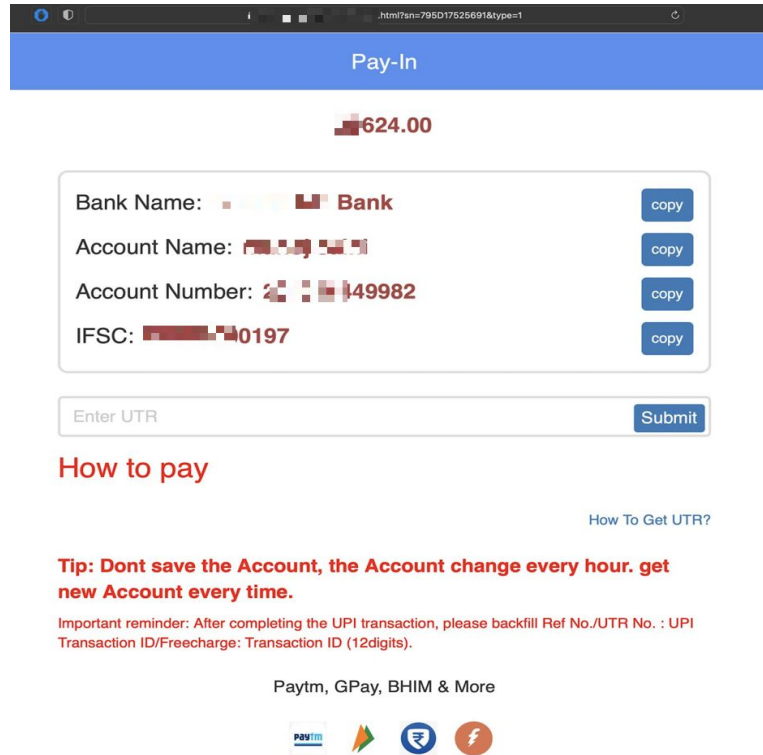 .html?sn=795D17525691&type=1
Pay-In
624.00
Bank Name: Bank copy
Account Name: copy
Account Number: 449982 copy
IFSC: 0197 copy
Enter UTR Submit
How to pay
How To Get UTR?
Tip: Dont save the Account, the Account change every hour. get
new Account every time.
Important reminder: After completing the UPI transaction, please backfill Ref No./UTR No. : UPI
Transaction ID/Freecharge: Transaction ID (12digits).
Paytm, GPay, BHIM & More
paytm